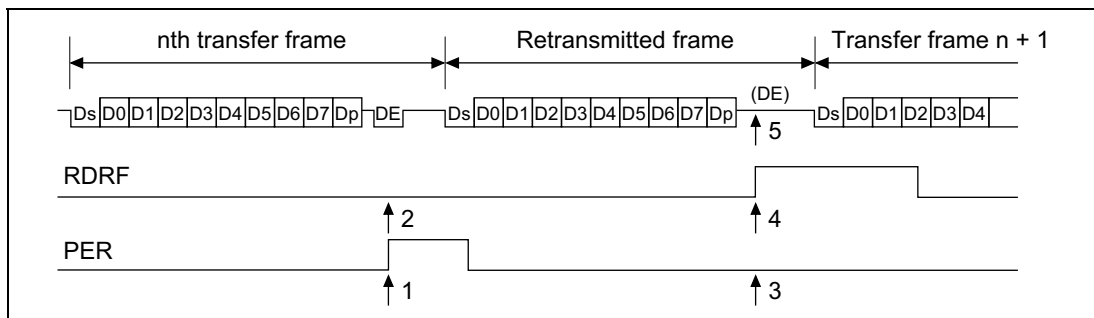 nth transfer frame Retransmitted frame Transfer frame n + 1
(DE)
Ds D0 D1 D2 D3 D4 D5 D6 D7 Dp DE Ds D0 D1 D2 D3 D4 D5 D6 D7 Dp Ds D0 D1 D2 D3 D4
5
RDRF
2 4
PER
1 3